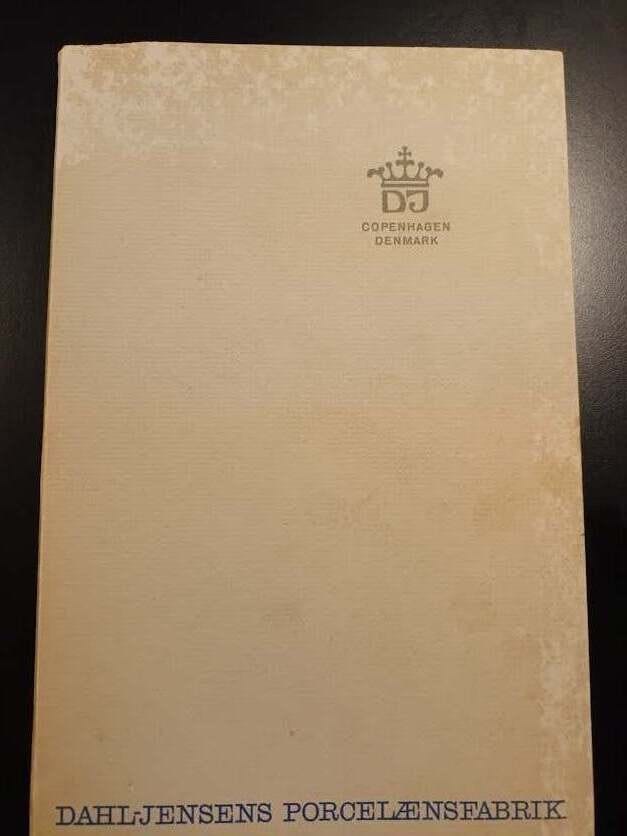 DJ
COPENHAGEN
DENMARK
DAHL-JENSENS PORCELÆNSFABRIK